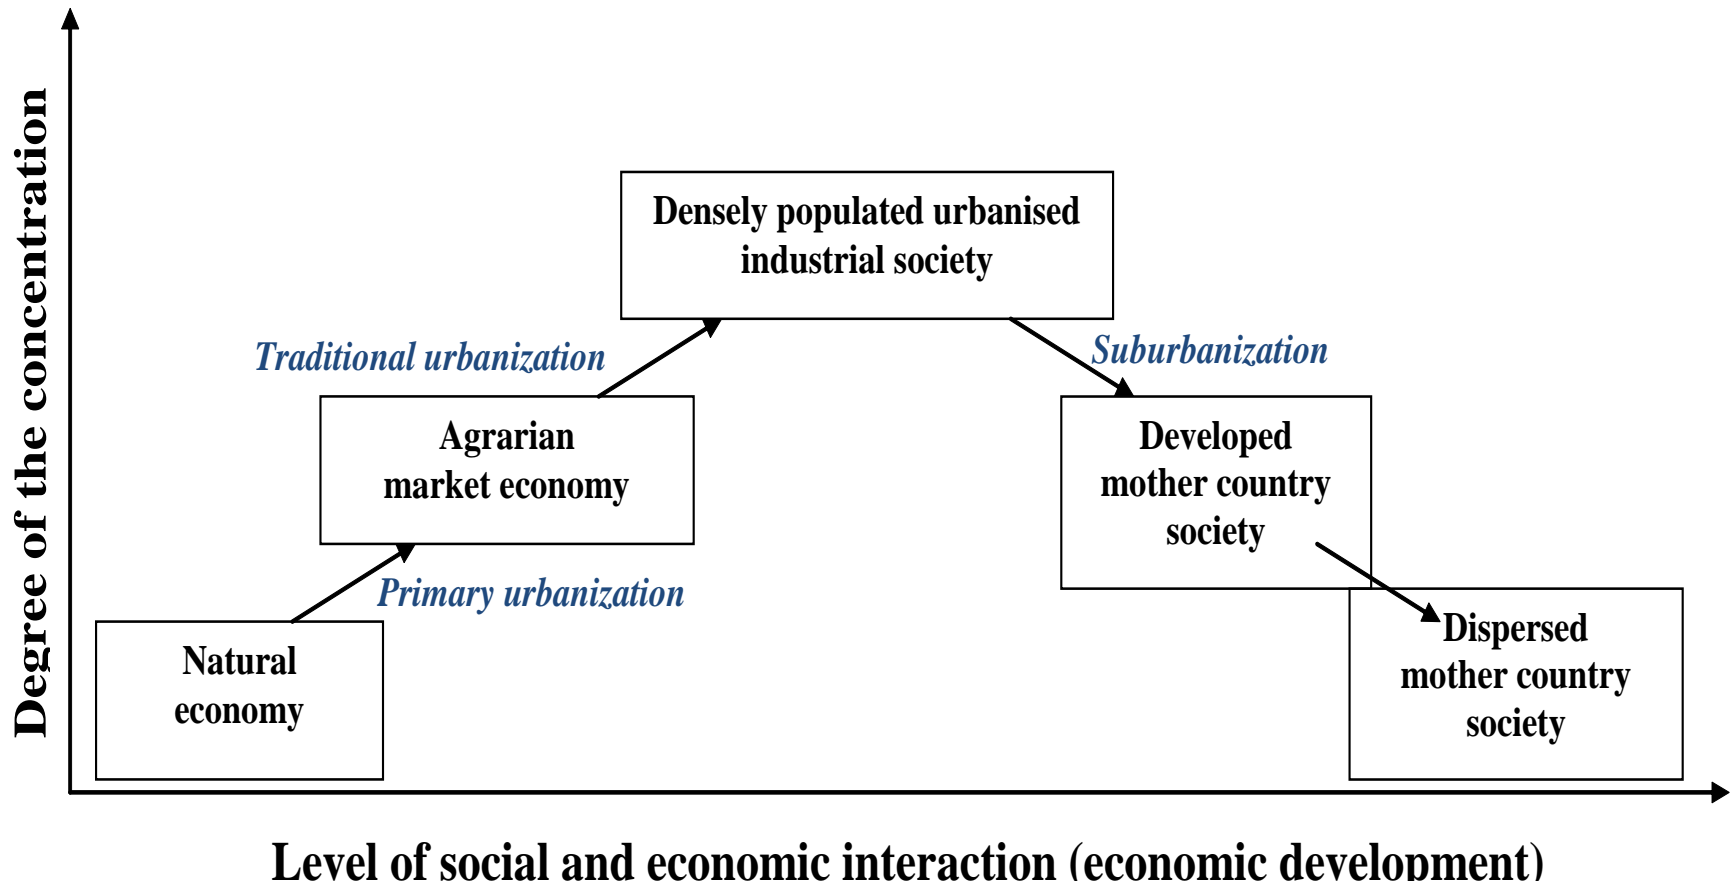 Degree of the concentration
Densely populated urbanised
industrial society
Traditional urbanization
Suburbanization
Agrarian
market economy
Developed
mother country
society
Primary urbanization
Natural
economy
Dispersed
mother country
society
Level of social and economic interaction (economic development)